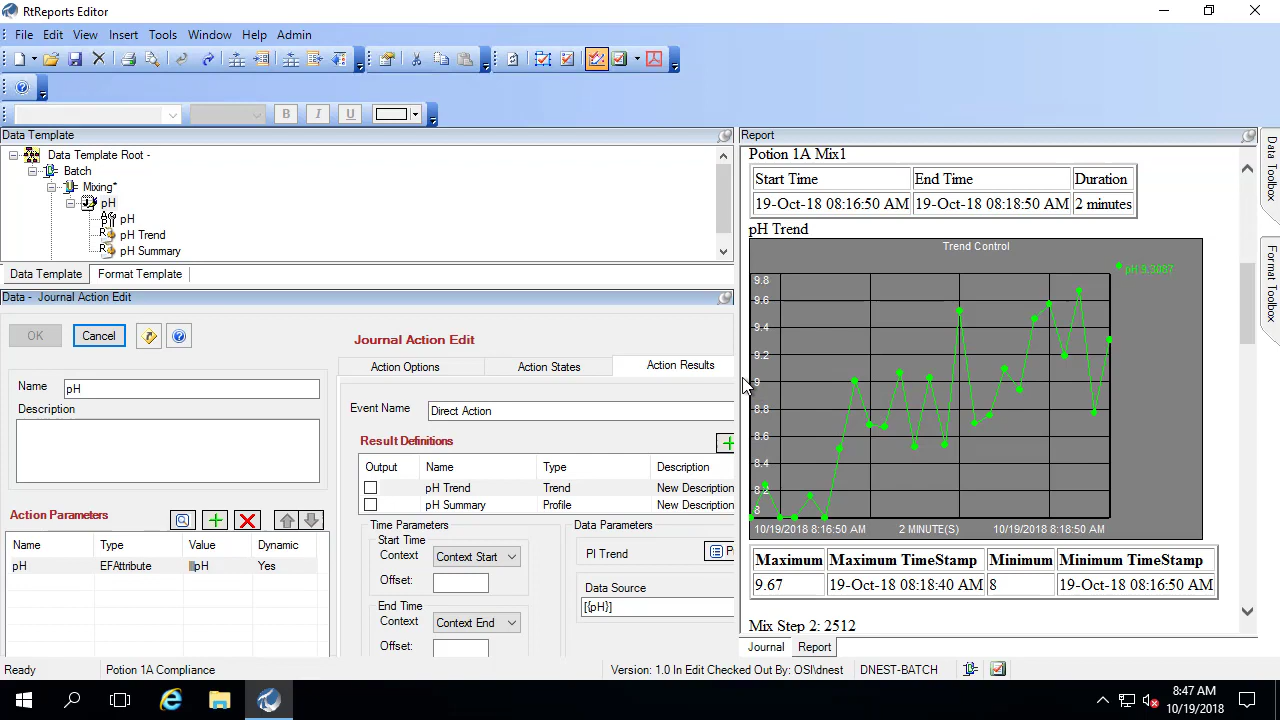 RtReports Editor
File Edit View Insert Tools Window Help Admin
B I U
Data Template
Data Template Root -
Batch
Mixing*
pH
pH
pH Trend
pH Summary
Data Template Format Template
Data - Journal Action Edit
OK Cancel
Journal Action Edit
Action Options Action States Action Results
Name pH
Description
Event Name Direct Action
Result Definitions
Output Name Type Description
pH Trend Trend New Description
pH Summary Profile New Description
Action Parameters
Name Type Value Dynamic
pH EFAttribute pH Yes
Time Parameters
Start Time
Context Context Start
Offset:
End Time
Context Context End
Offset:
Data Parameters
PI Trend
Data Source
[{pH}]
Report
Potion 1A Mix1
Start Time End Time Duration
19-Oct-18 08:16:50 AM 19-Oct-18 08:18:50 AM 2 minutes
pH Trend
Trend Control
9.8
9.6
9.4
9.2
9
8.8
8.6
8.4
8.2
8
10/19/2018 8:16:50 AM 2 MINUTE(S) 10/19/2018 8:18:50 AM
Maximum Maximum TimeStamp Minimum Minimum TimeStamp
9.67 19-Oct-18 08:18:40 AM 8 19-Oct-18 08:16:50 AM
Mix Step 2: 2512
Journal Report
Data Toolbox
Format Toolbox
Ready Potion 1A Compliance Version: 1.0 In Edit Checked Out By: OSI\dnest DNEST-BATCH
8:47 AM
10/19/2018